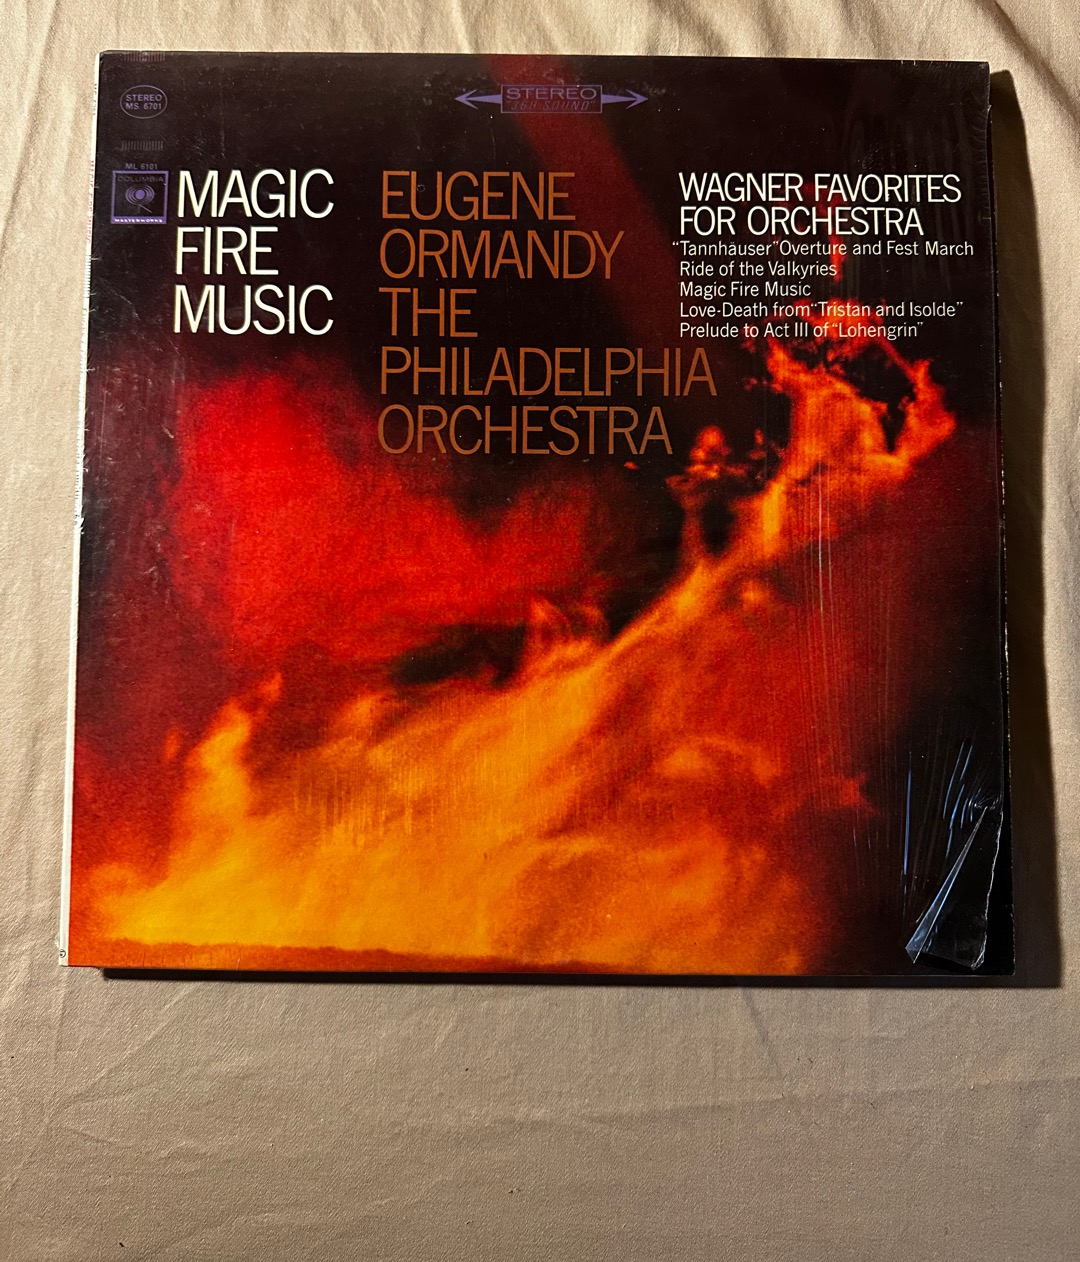 STEREO
MS 6701
STEREO
"360 SOUND"
ML 6101
COLUMBIA
MASTERWORKS
MAGIC
FIRE
MUSIC
EUGENE
ORMANDY
THE
PHILADELPHIA
ORCHESTRA
WAGNER FAVORITES
FOR ORCHESTRA
"Tannhäuser" Overture and Fest March
Ride of the Valkyries
Magic Fire Music
Love-Death from "Tristan and Isolde"
Prelude to Act III of "Lohengrin"